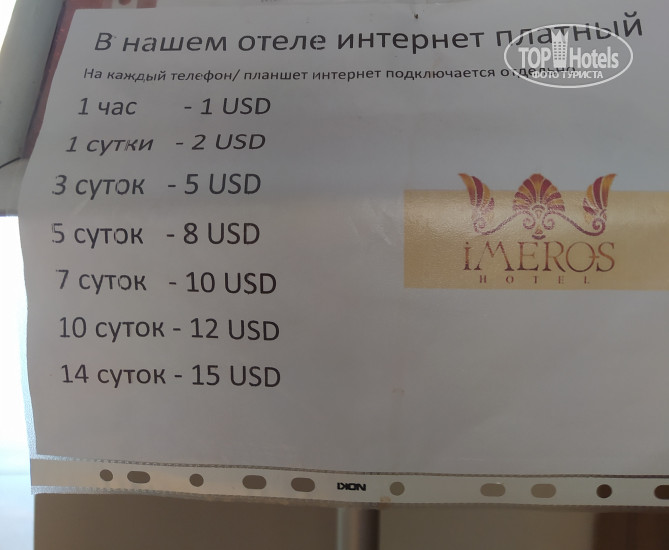 В нашем отеле интернет платный
На каждый телефон/ планшет интернет подключается отдельно
1 час - 1 USD
1 сутки - 2 USD
3 суток - 5 USD
5 суток - 8 USD
7 суток - 10 USD
10 суток - 12 USD
14 суток - 15 USD
iMEROS
HOTEL
DION
TOP Hotels
ФОТО ТУРИСТА